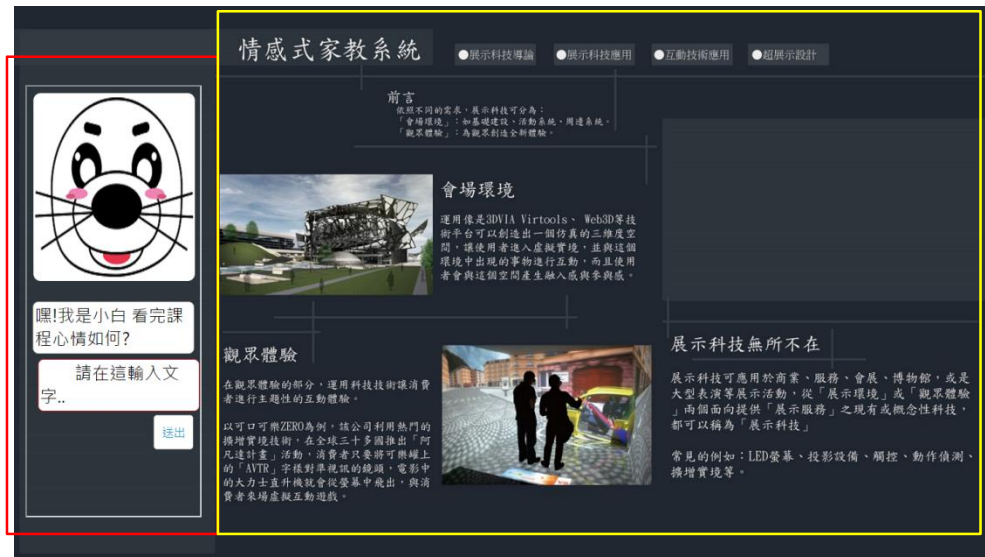 情感式家教系統
●展示科技導論 ●展示科技應用 ●互動技術應用 ●超展示設計
前言
依照不同的需求，展示科技可分為：
「會場環境」：如基礎建設、活動系統、周邊系統。
「觀眾體驗」：為觀眾創造全新體驗。
嘿!我是小白 看完課
程心情如何?
請在這輸入文
字..
送出
會場環境
運用像是3DVIA Virtools、 Web3D等技
術平台可以創造出一個仿真的三維度空
間，讓使用者進入虛擬實境，並與這個
環境中出現的事物進行互動，而且使用
者會與這個空間產生融入感與參與感。
觀眾體驗
在觀眾體驗的部分，運用科技技術讓消費
者進行主題性的互動體驗。
以可口可樂ZERO為例，該公司利用熱門的
擴增實境技術，在全球三十多國推出「阿
凡達計畫」活動，消費者只要將可樂罐上
的「AVTR」字樣對準視訊的鏡頭，電影中
的大力士直升機就會從螢幕中飛出，與消
費者來場虛擬互動遊戲。
展示科技無所不在
展示科技可應用於商業、服務、會展、博物館，或是
大型表演等展示活動，從「展示環境」或「觀眾體驗
」兩個面向提供「展示服務」之現有或概念性科技，
都可以稱為「展示科技」
常見的例如：LED螢幕、投影設備、觸控、動作偵測、
擴增實境等。